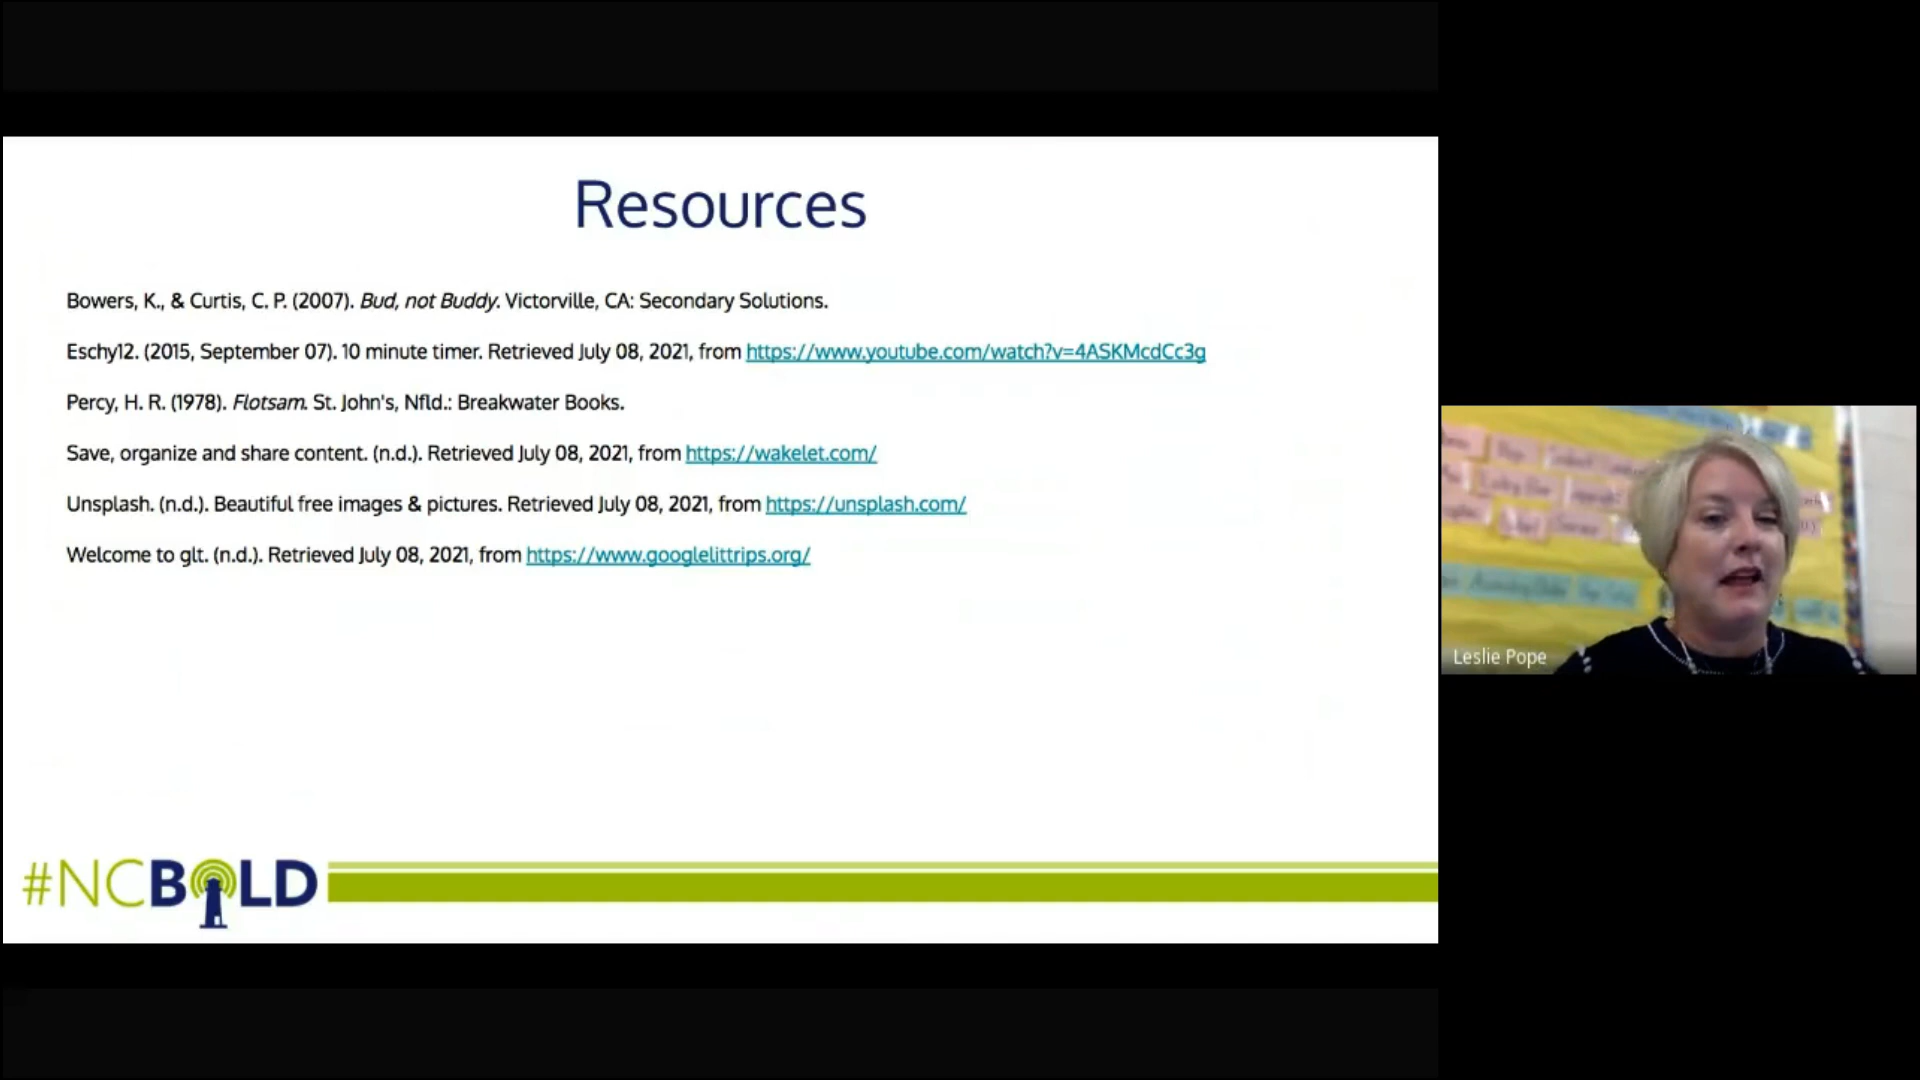 Resources
Bowers, K., & Curtis, C. P. (2007). Bud, not Buddy. Victorville, CA: Secondary Solutions.
Eschy12. (2015, September 07). 10 minute timer. Retrieved July 08, 2021, from https://www.youtube.com/watch?v=4ASKMcdCc3g
Percy, H. R. (1978). Flotsam. St. John's, Nfld.: Breakwater Books.
Save, organize and share content. (n.d.). Retrieved July 08, 2021, from https://wakelet.com/
Unsplash. (n.d.). Beautiful free images & pictures. Retrieved July 08, 2021, from https://unsplash.com/
Welcome to glt. (n.d.). Retrieved July 08, 2021, from https://www.googlelittrips.org/
#NCBOLD
Leslie Pope